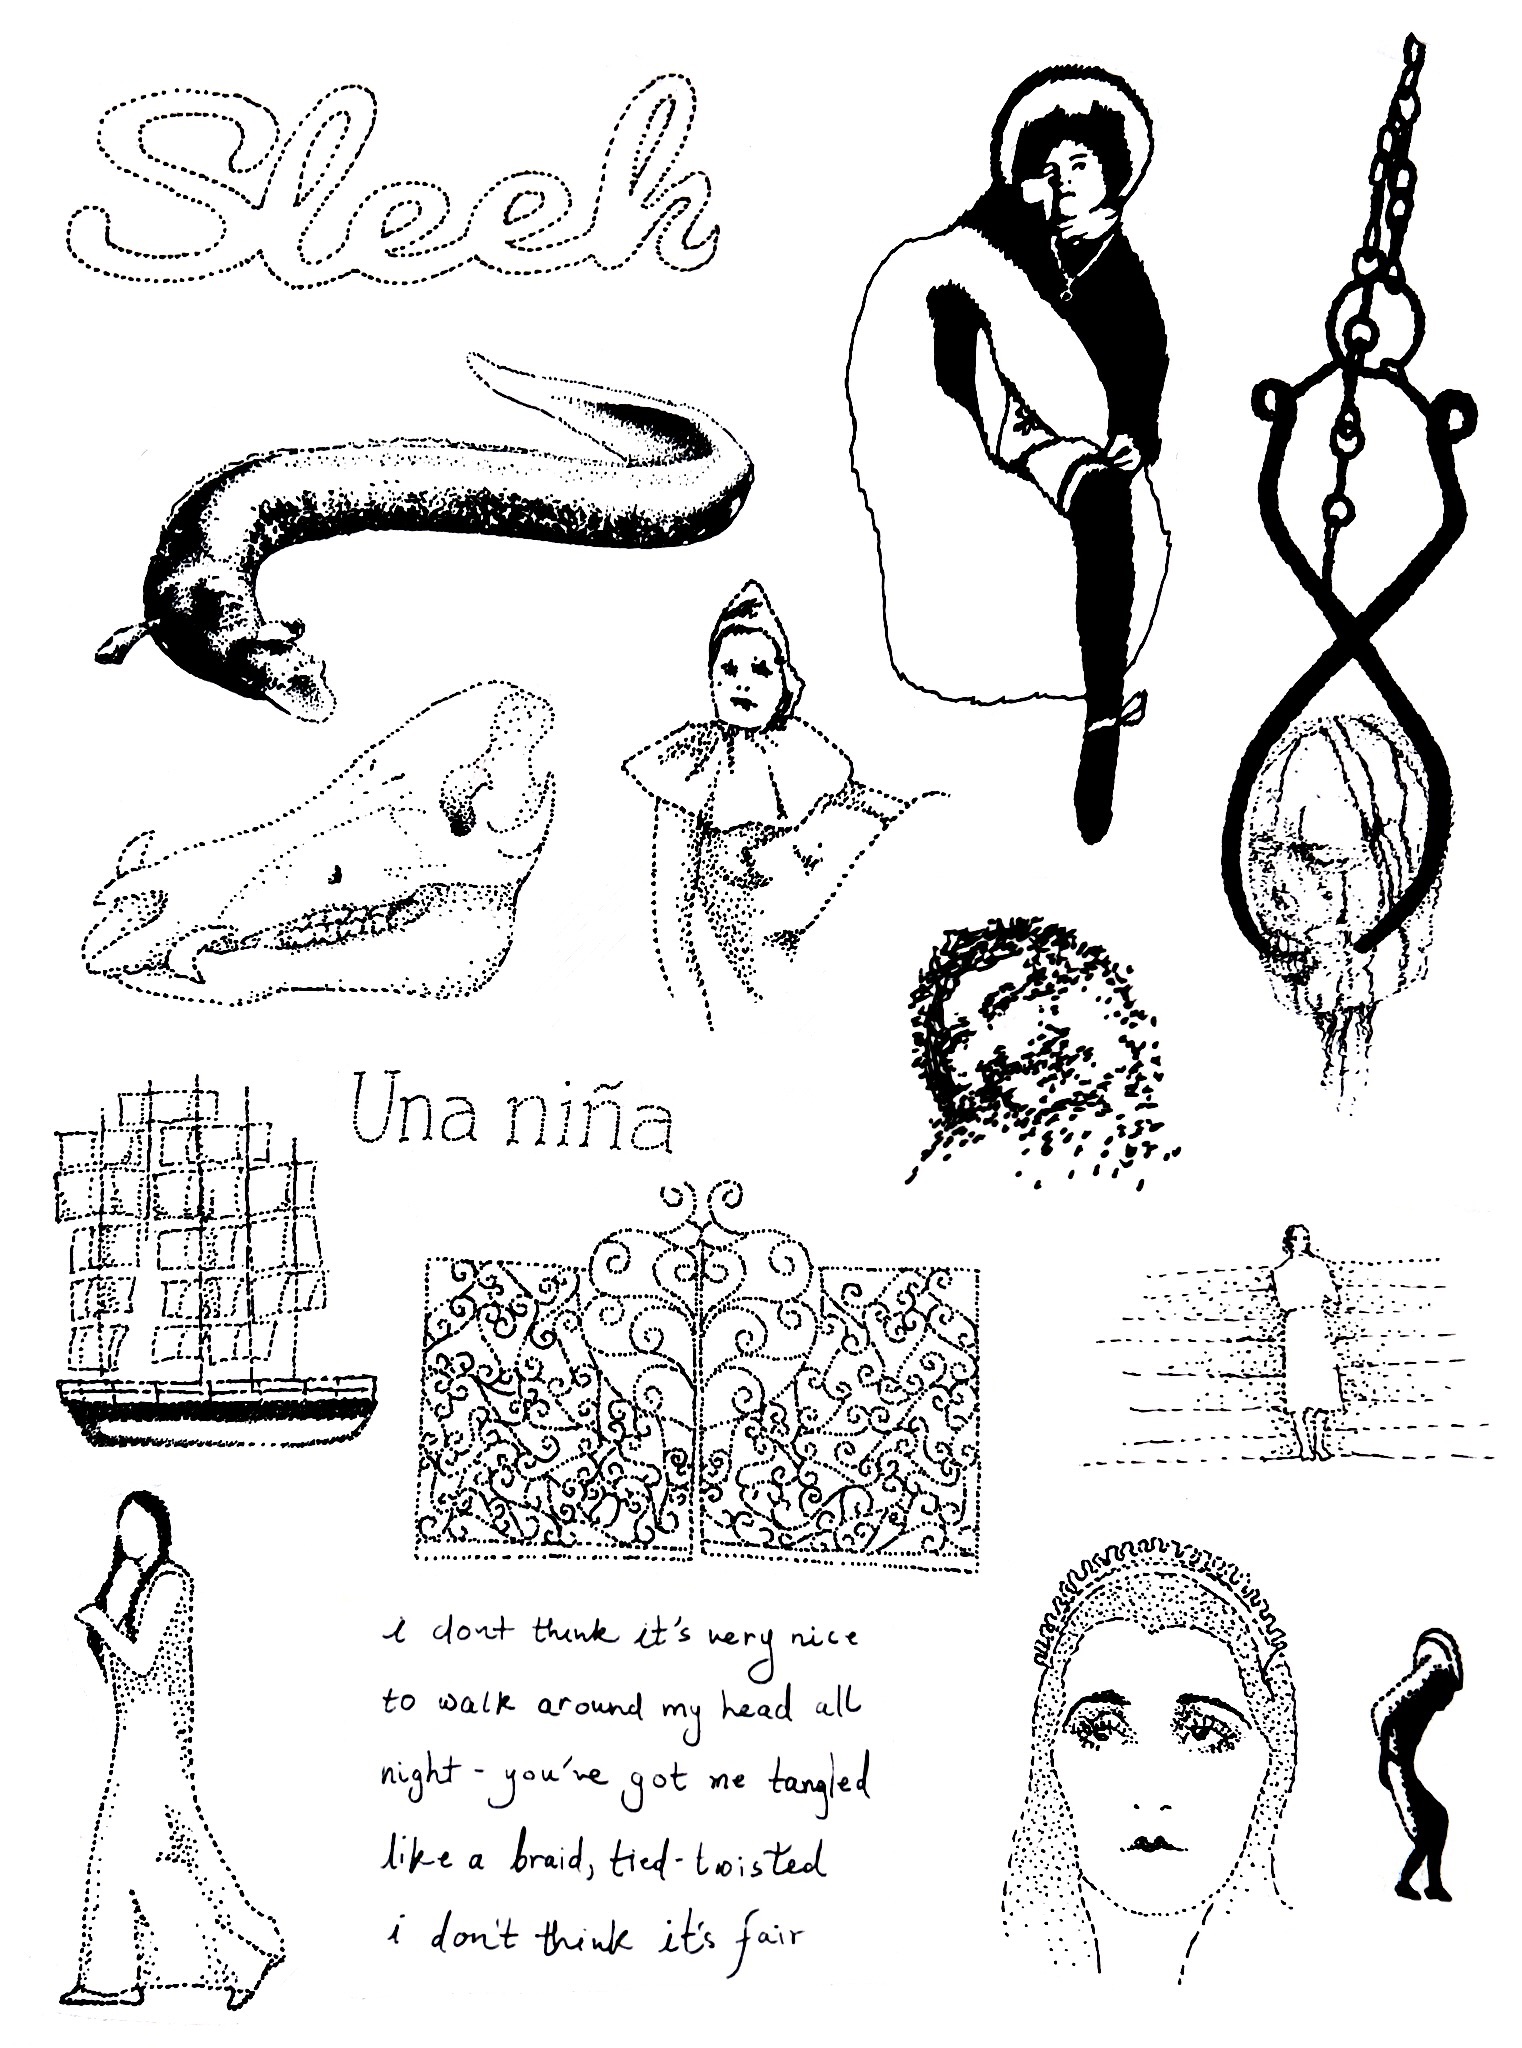 Sleek
Una niña
i dont think it's very nice
to walk around my head all
night - you've got me tangled
like a braid, tied-twisted
i don't think it's fair